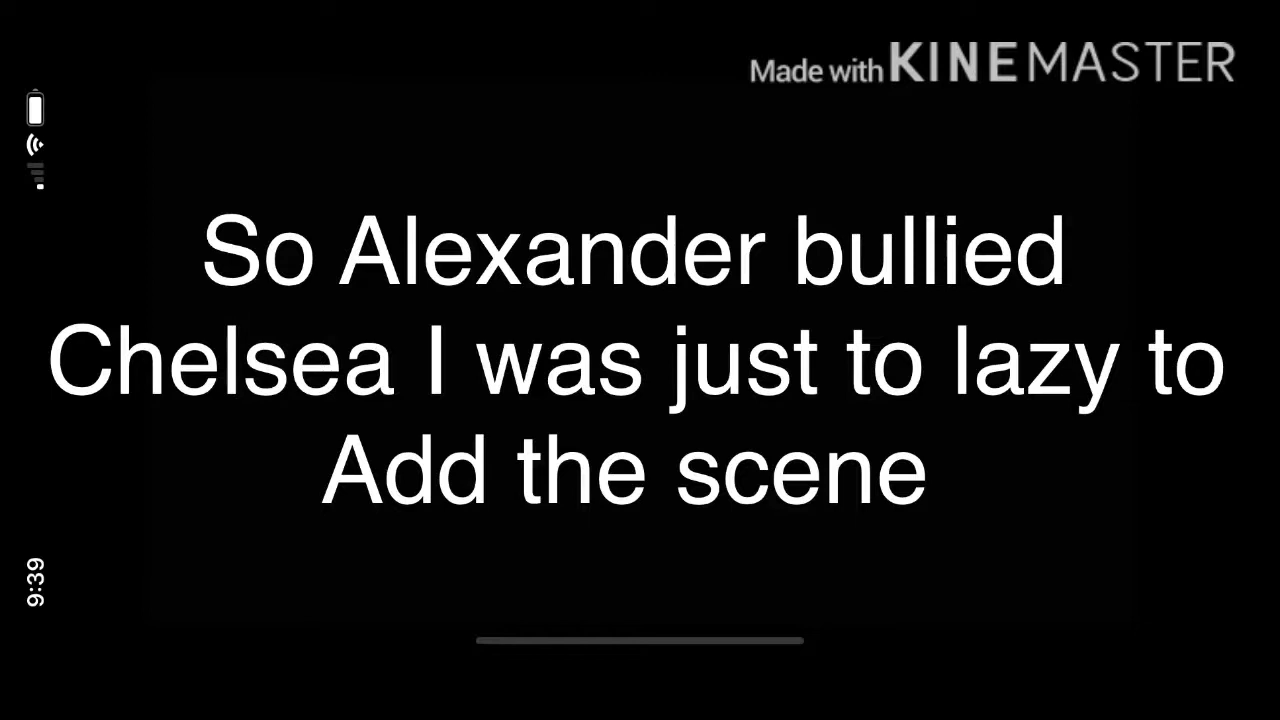 Made with KINEMASTER
So Alexander bullied
Chelsea I was just to lazy to
Add the scene
9:39